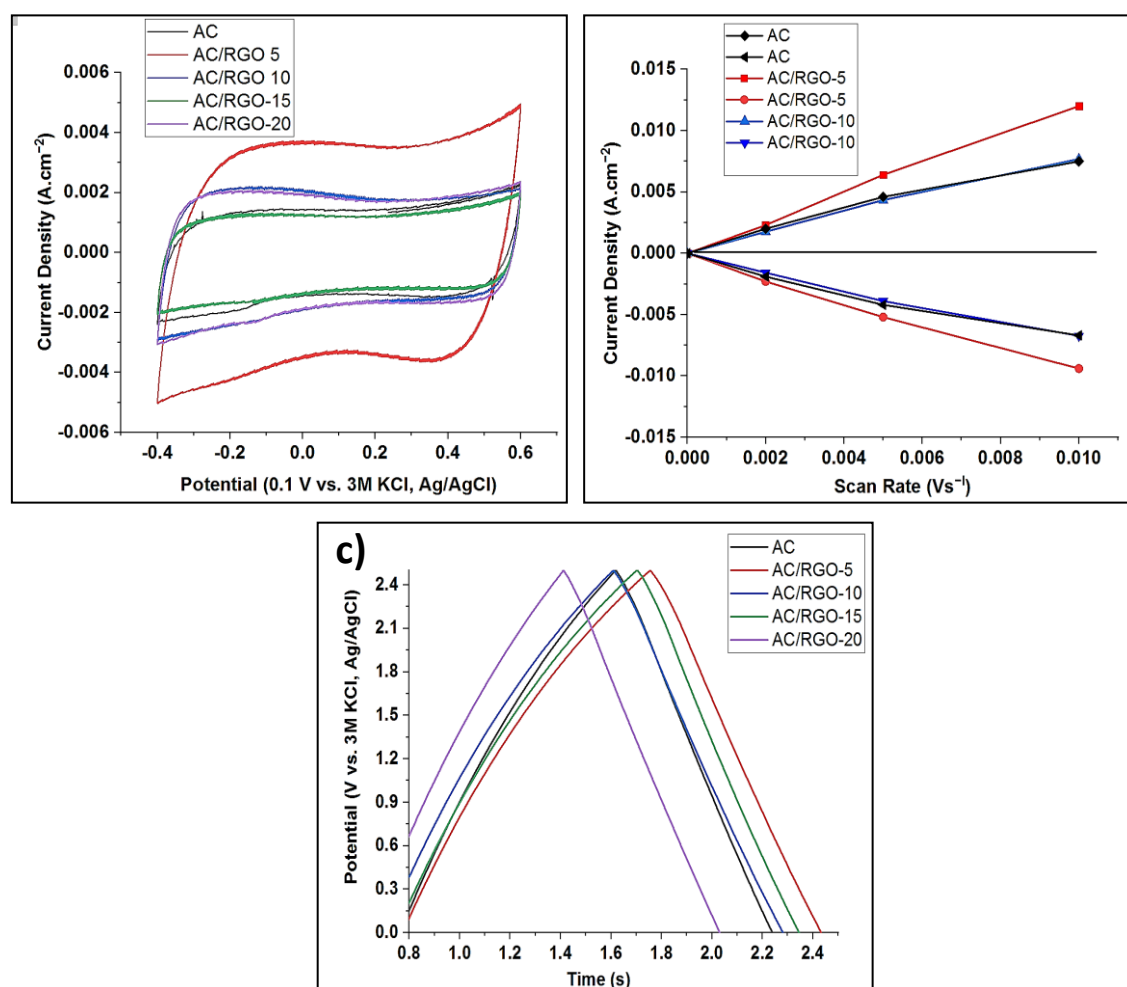 AC
AC/RGO 5
AC/RGO 10
AC/RGO-15
AC/RGO-20
0.006
0.004
0.002
0.000
-0.002
-0.004
-0.006
Current Density (A.cm⁻²)
-0.4 -0.2 0.0 0.2 0.4 0.6
Potential (0.1 V vs. 3M KCl, Ag/AgCl)
AC
AC
AC/RGO-5
AC/RGO-5
AC/RGO-10
AC/RGO-10
0.015
0.010
0.005
0.000
-0.005
-0.010
-0.015
Current Density (A.cm⁻²)
0.000 0.002 0.004 0.006 0.008 0.010
Scan Rate (Vs⁻ˡ)
c)
AC
AC/RGO-5
AC/RGO-10
AC/RGO-15
AC/RGO-20
2.4
2.1
1.8
1.5
1.2
0.9
0.6
0.3
0.0
Potential (V vs. 3M KCl, Ag/AgCl)
0.8 1.0 1.2 1.4 1.6 1.8 2.0 2.2 2.4
Time (s)